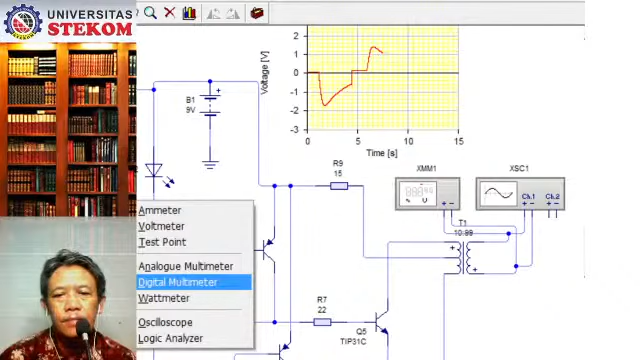 UNIVERSITAS
STEKOM
Voltage [V]
2
1
0
-1
-2
-3
0
5
10
15
Time [s]
B1
9V
+
R9
15
XMM1
XSC1
Ch.1
Ch.2
T1
10.99
Ammeter
Voltmeter
Test Point
Analogue Multimeter
Digital Multimeter
Wattmeter
Oscilloscope
Logic Analyzer
R7
22
Q5
TIP31C